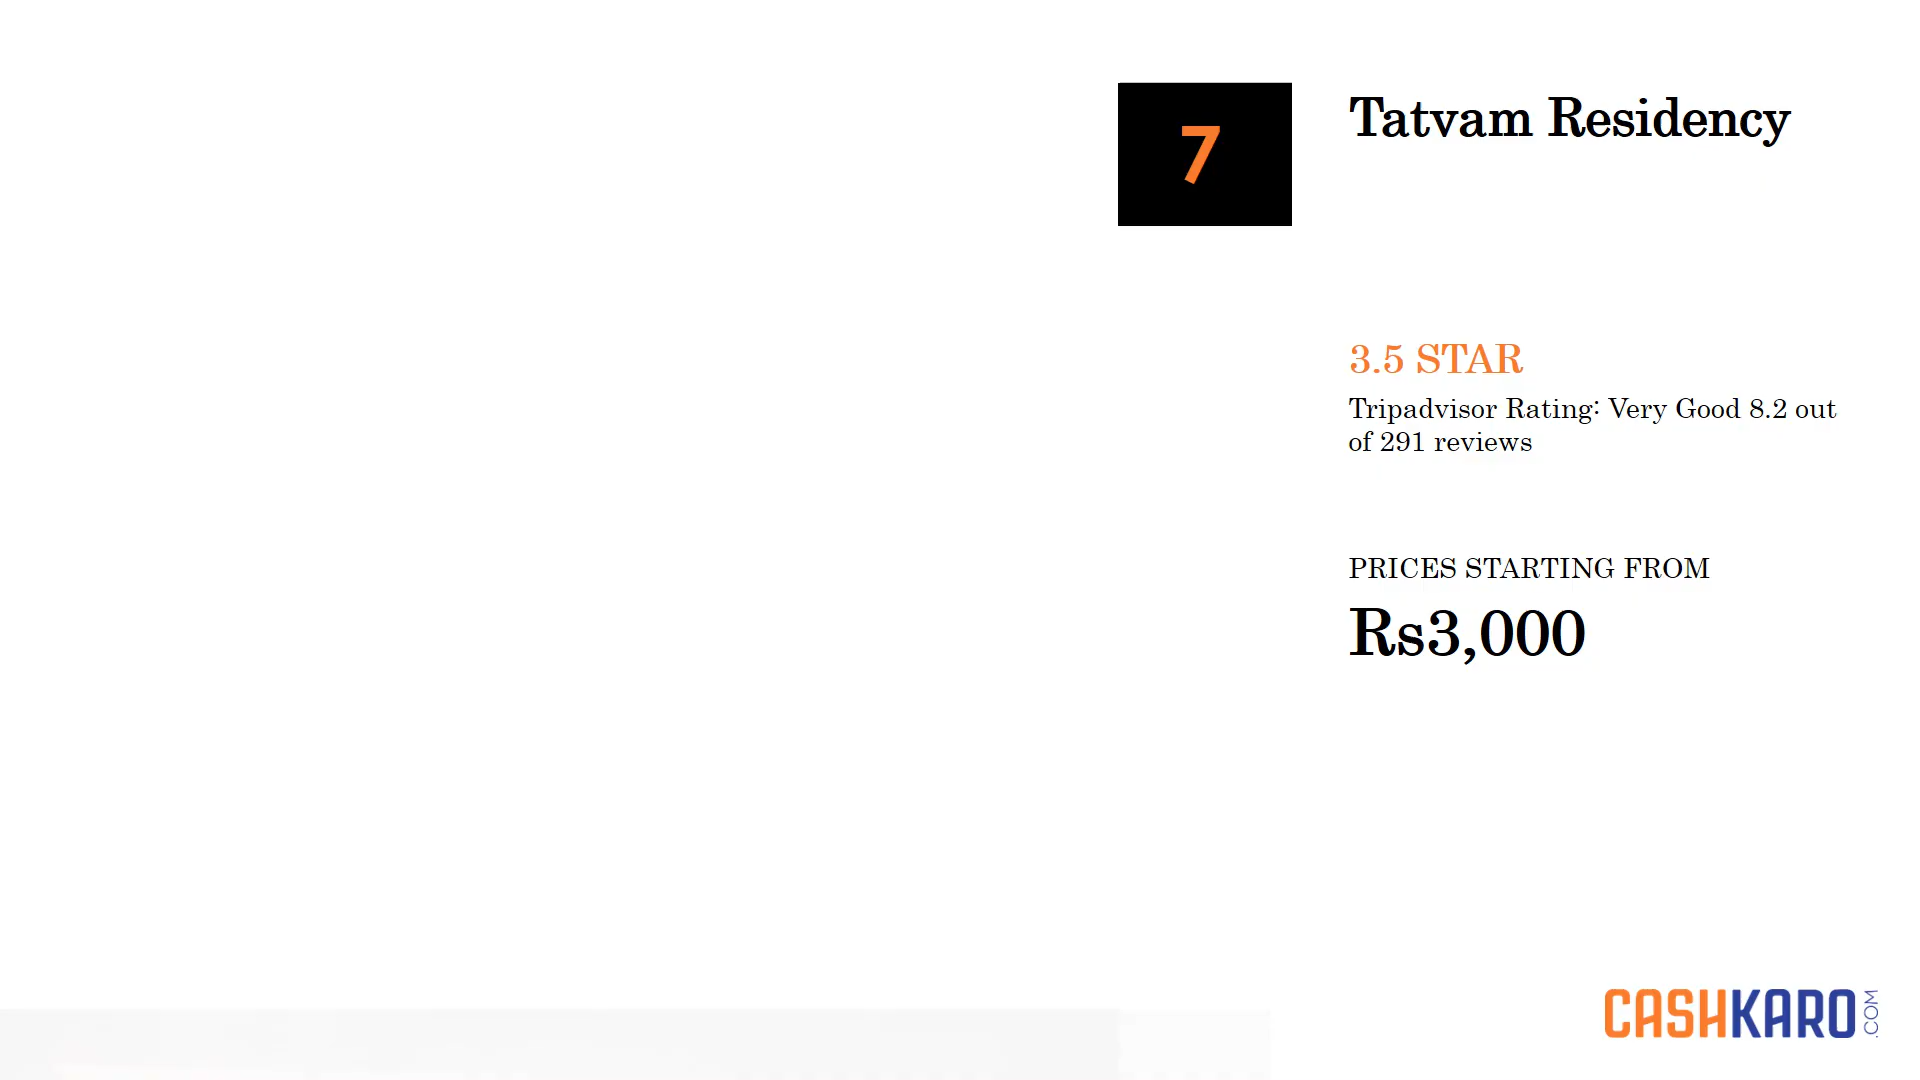 7
Tatvam Residency
3.5 STAR
Tripadvisor Rating: Very Good 8.2 out
of 291 reviews
PRICES STARTING FROM
Rs3,000
CASHKARO.COM